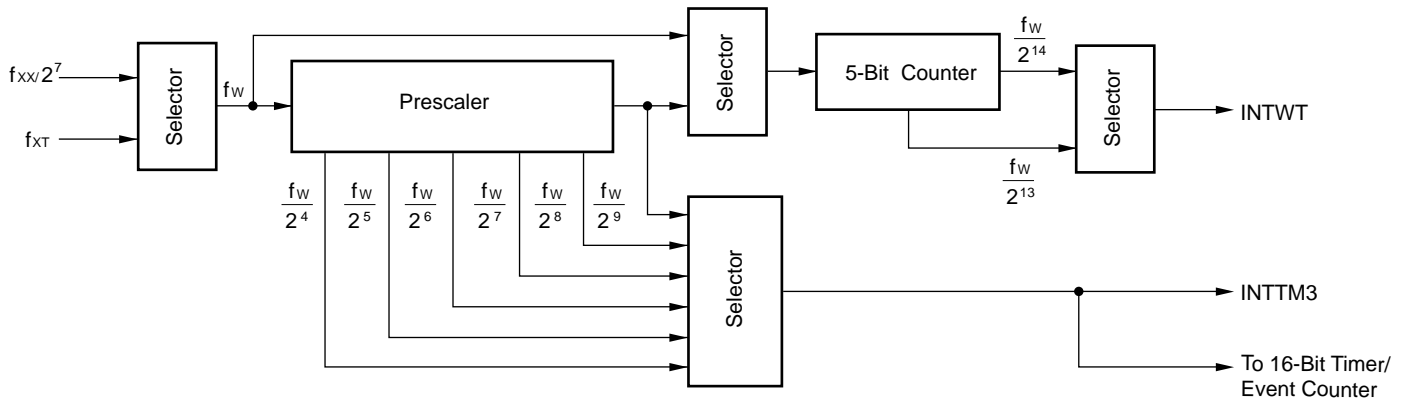 fXX/2^7
fXT
Selector
fW
Prescaler
Selector
5-Bit Counter
fW/2^14
fW/2^13
Selector
INTWT
fW/2^4
fW/2^5
fW/2^6
fW/2^7
fW/2^8
fW/2^9
Selector
INTTM3
To 16-Bit Timer/
Event Counter